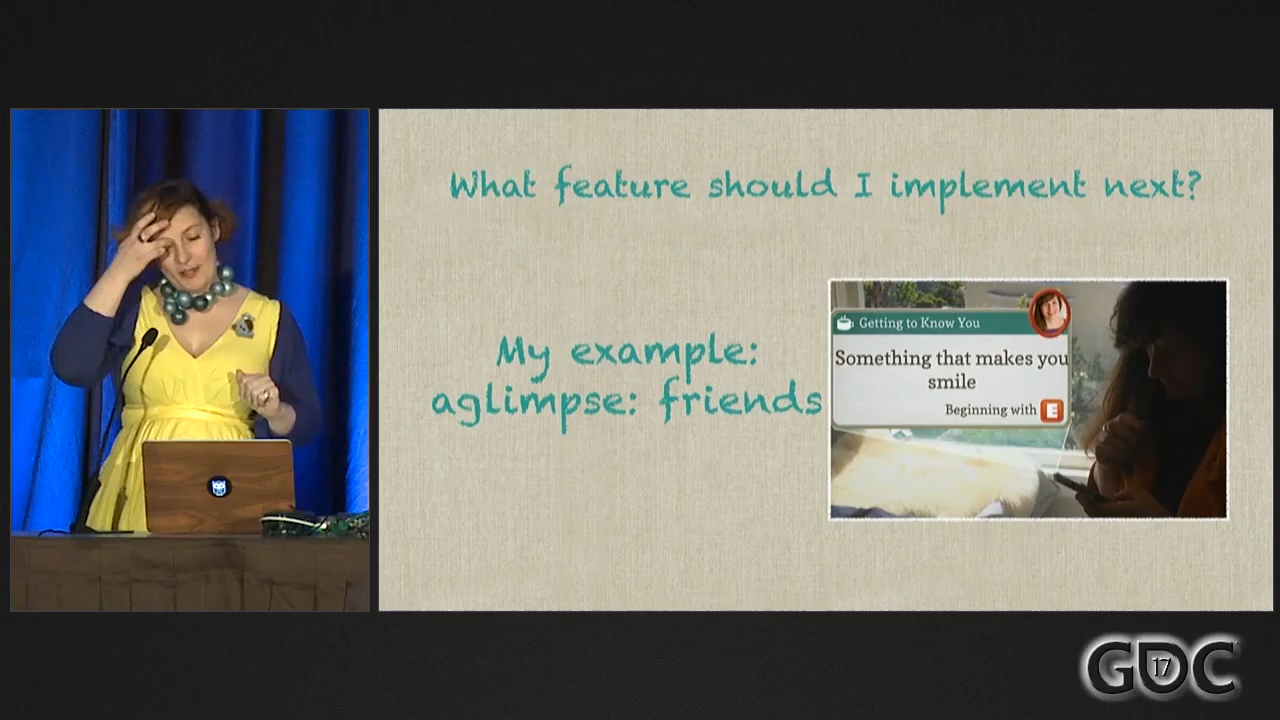 What feature should I implement next?
My example:
aglimpse: friends
Getting to Know You
Something that makes you
smile
Beginning with E
GDC
17